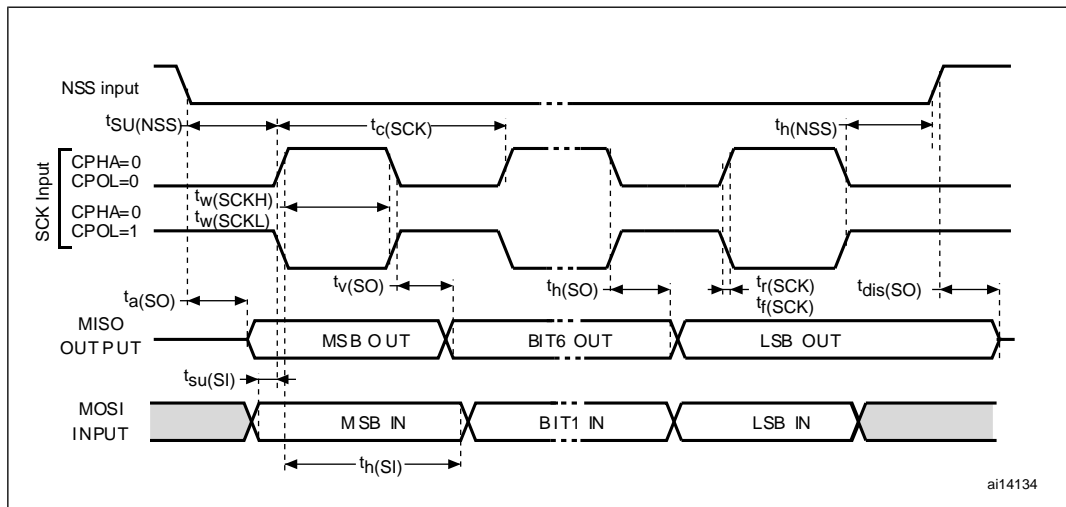 NSS input
tSU(NSS)
tc(SCK)
th(NSS)
SCK Input
CPHA=0
CPOL=0
tw(SCKH)
tw(SCKL)
CPHA=0
CPOL=1
ta(SO)
tv(SO)
th(SO)
tr(SCK)
tf(SCK)
tdis(SO)
MISO
OUTPUT
MSB OUT
BIT6 OUT
LSB OUT
tsu(SI)
MOSI
INPUT
MSB IN
BIT1 IN
LSB IN
th(SI)
ai14134